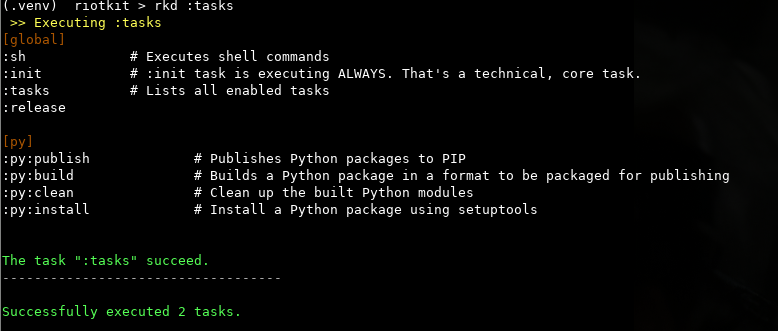 (.venv)  riotkit > rkd :tasks
 >> Executing :tasks
[global]
:sh             # Executes shell commands
:init           # :init task is executing ALWAYS. That's a technical, core task.
:tasks          # Lists all enabled tasks
:release

[py]
:py:publish             # Publishes Python packages to PIP
:py:build               # Builds a Python package in a format to be packaged for publishing
:py:clean               # Clean up the built Python modules
:py:install             # Install a Python package using setuptools


The task ":tasks" succeed.
-----------------------------------

Successfully executed 2 tasks.